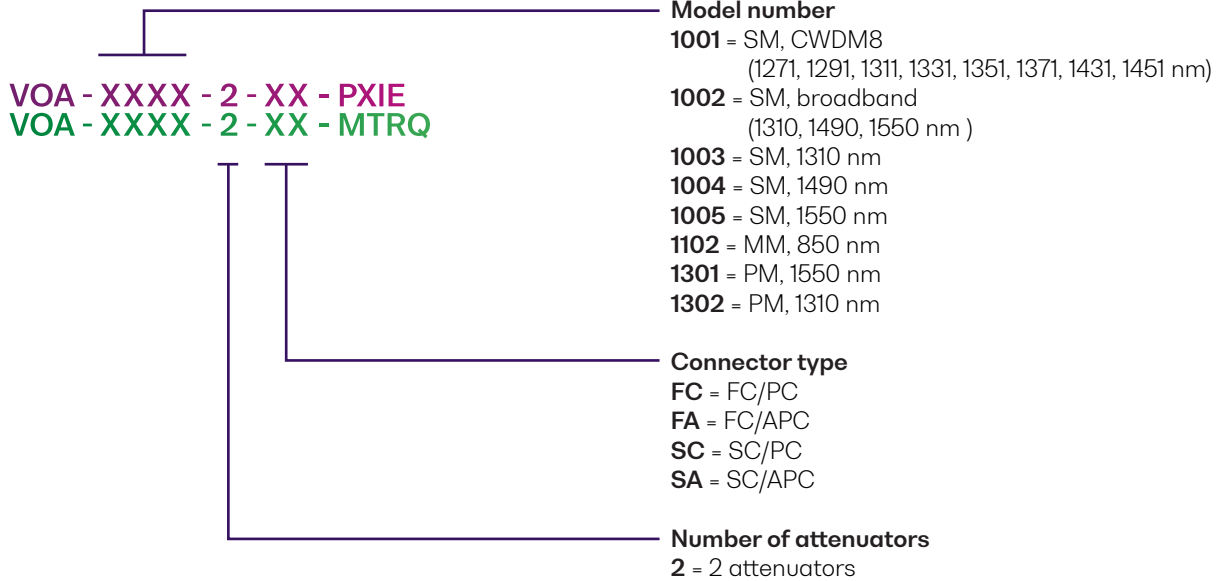 Model number
1001 = SM, CWDM8
(1271, 1291, 1311, 1331, 1351, 1371, 1431, 1451 nm)
VOA - XXXX - 2 - XX - PXIE
VOA - XXXX - 2 - XX - MTRQ
1002 = SM, broadband
(1310, 1490, 1550 nm )
1003 = SM, 1310 nm
1004 = SM, 1490 nm
1005 = SM, 1550 nm
1102 = MM, 850 nm
1301 = PM, 1550 nm
1302 = PM, 1310 nm
Connector type
FC = FC/PC
FA = FC/APC
SC = SC/PC
SA = SC/APC
Number of attenuators
2 = 2 attenuators